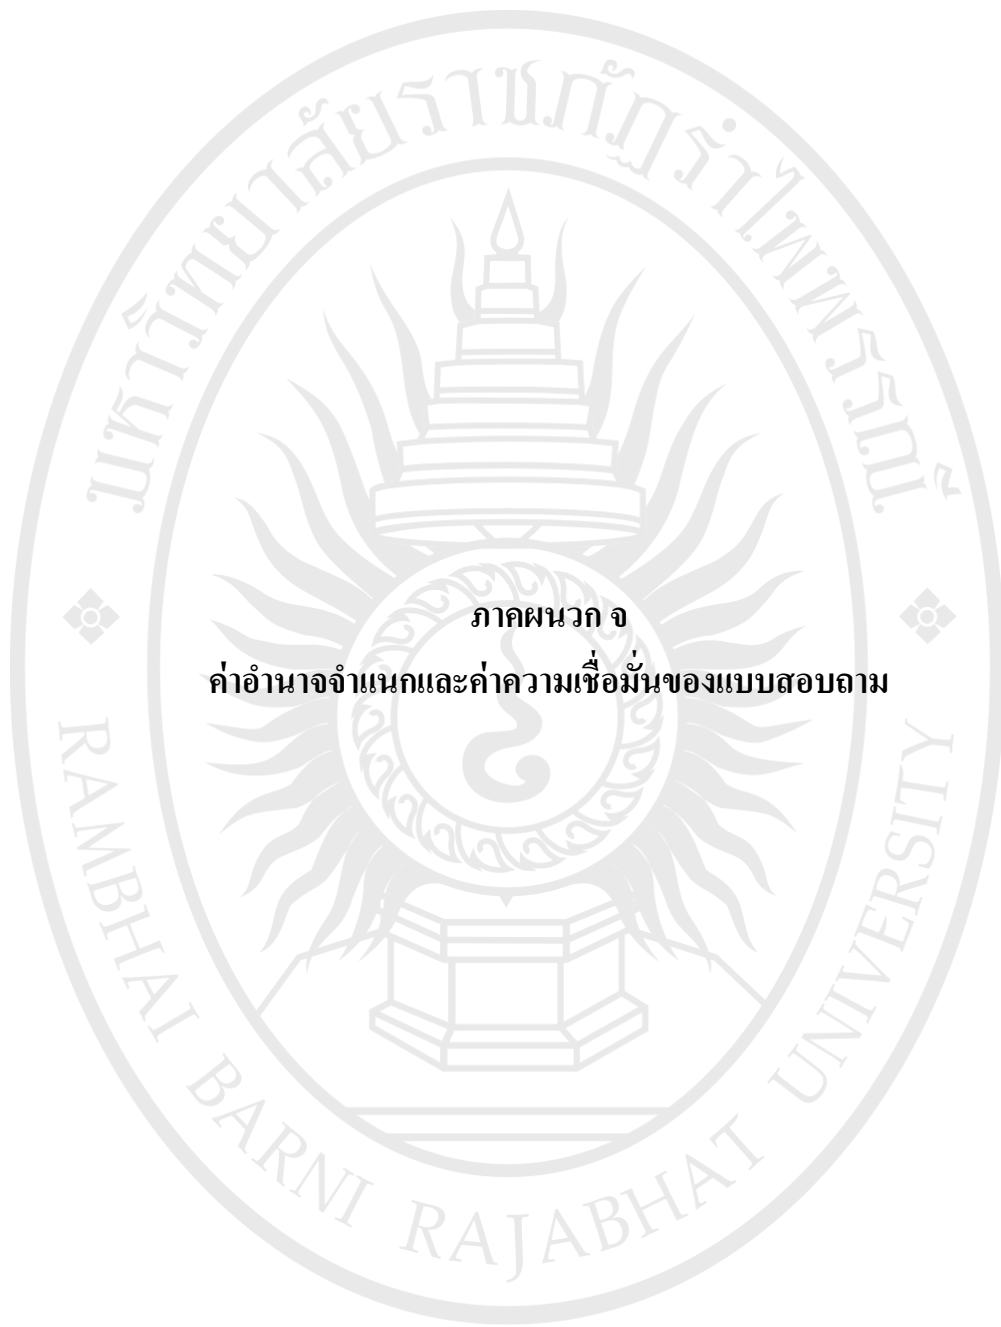 มหาวิทยาลัยราชภัฏรำไพพรรณี
ภาคผนวก จ
ค่าอำนาจจำแนกและค่าความเชื่อมั่นของแบบสอบถาม
RAMBHAI BARNI RAJABHAT UNIVERSITY